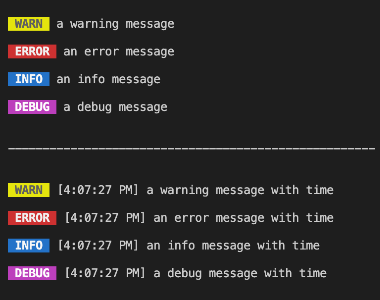 WARN a warning message
ERROR an error message
INFO an info message
DEBUG a debug message
------------------------------------------------------
WARN [4:07:27 PM] a warning message with time
ERROR [4:07:27 PM] an error message with time
INFO [4:07:27 PM] an info message with time
DEBUG [4:07:27 PM] a debug message with time